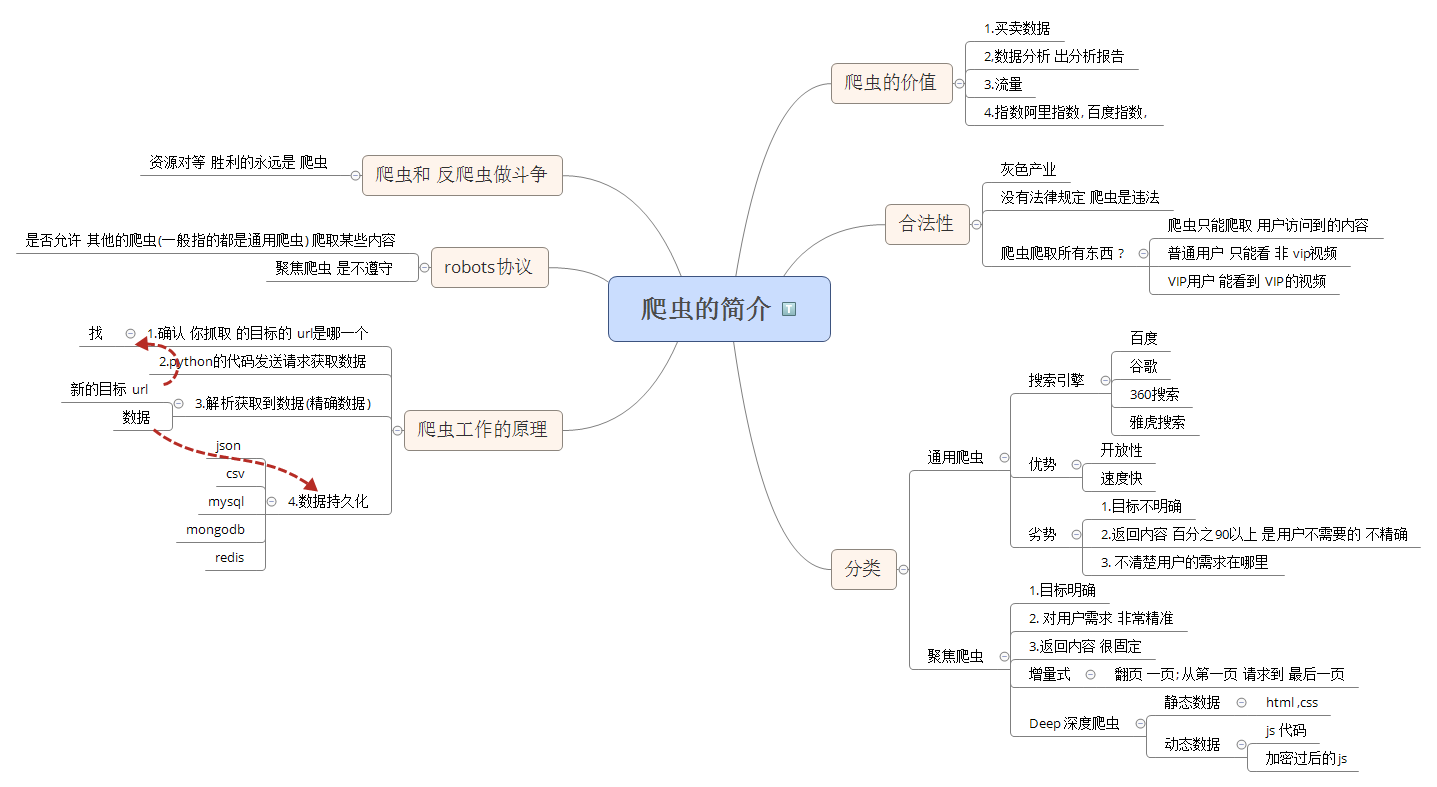 爬虫的简介
爬虫的价值
1.买卖数据
2,数据分析 出分析报告
3.流量
4.指数阿里指数, 百度指数,
合法性
灰色产业
没有法律规定 爬虫是违法
爬虫爬取所有东西 ?
爬虫只能爬取 用户访问到的内容
普通用户 只能看 非 vip视频
VIP用户 能看到 VIP的视频
分类
通用爬虫
搜索引擎
百度
谷歌
360搜索
雅虎搜索
优势
开放性
速度快
劣势
1.目标不明确
2.返回内容 百分之90以上 是用户不需要的 不精确
3. 不清楚用户的需求在哪里
聚焦爬虫
1.目标明确
2. 对用户需求 非常精准
3.返回内容 很固定
增量式
翻页 一页; 从第一页 请求到 最后一页
Deep 深度爬虫
静态数据
html ,css
动态数据
js 代码
加密过后的 js
爬虫和 反爬虫做斗争
资源对等 胜利的永远是 爬虫
robots协议
是否允许 其他的爬虫(一般指的都是通用爬虫) 爬取某些内容
聚焦爬虫 是不遵守
爬虫工作的原理
1.确认 你抓取 的目标的 url是哪一个
找
2.python的代码发送请求获取数据
3.解析获取到数据(精确数据)
新的目标 url
数据
4.数据持久化
json
csv
mysql
mongodb
redis